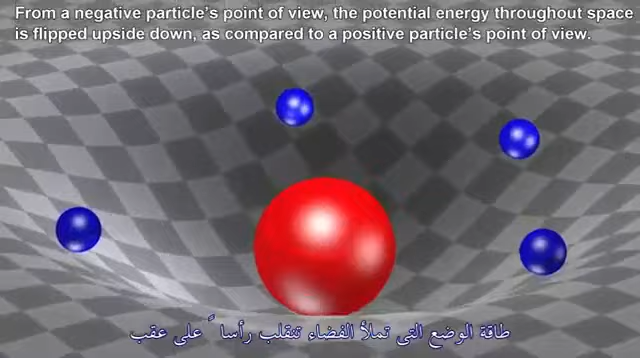 From a negative particle's point of view, the potential energy throughout space
is flipped upside down, as compared to a positive particle's point of view.
طاقة الوضع التى تملأ الفضاء تنقلب رأسا ً على عقب